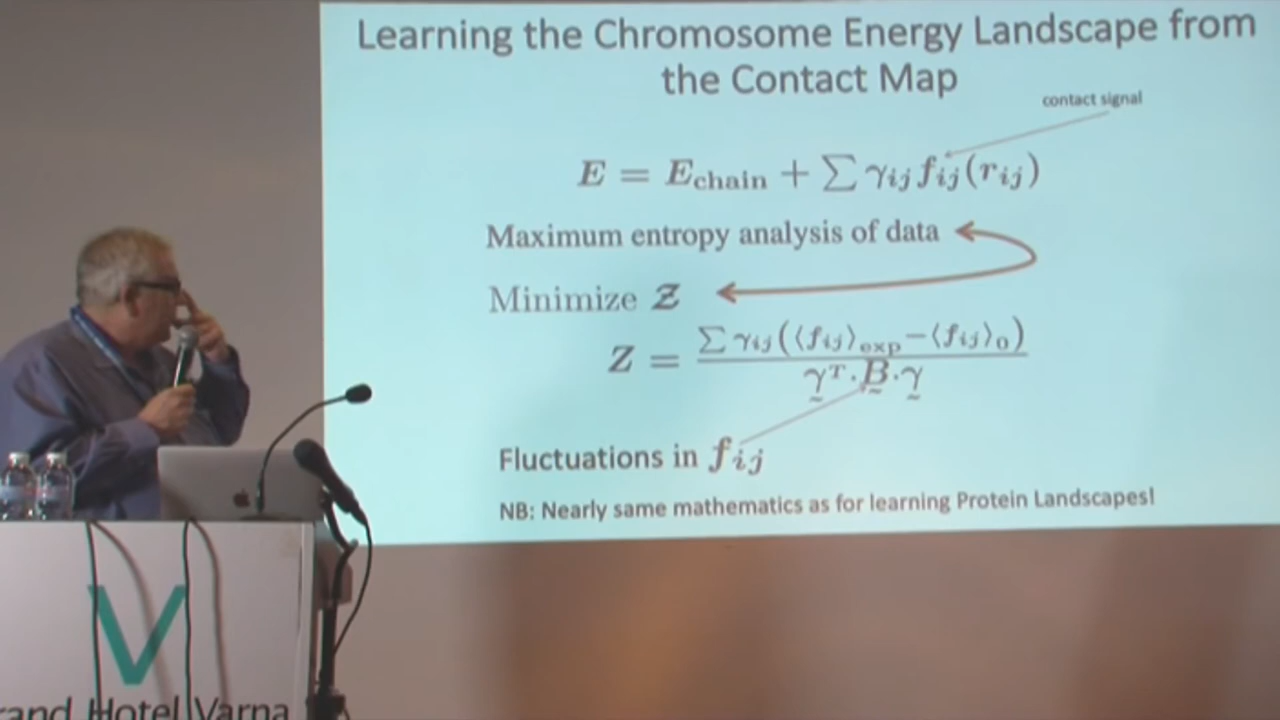 Learning the Chromosome Energy Landscape from
the Contact Map
contact signal
E = E_chain + ∑ γ_ij f_ij(r_ij)
Maximum entropy analysis of data
Minimize Z
Z = ∑ γ_ij(⟨f_ij⟩_exp − ⟨f_ij⟩_0) / γ^T · B · γ
Fluctuations in f_ij
NB: Nearly same mathematics as for learning Protein Landscapes!
V
Hotel Varna